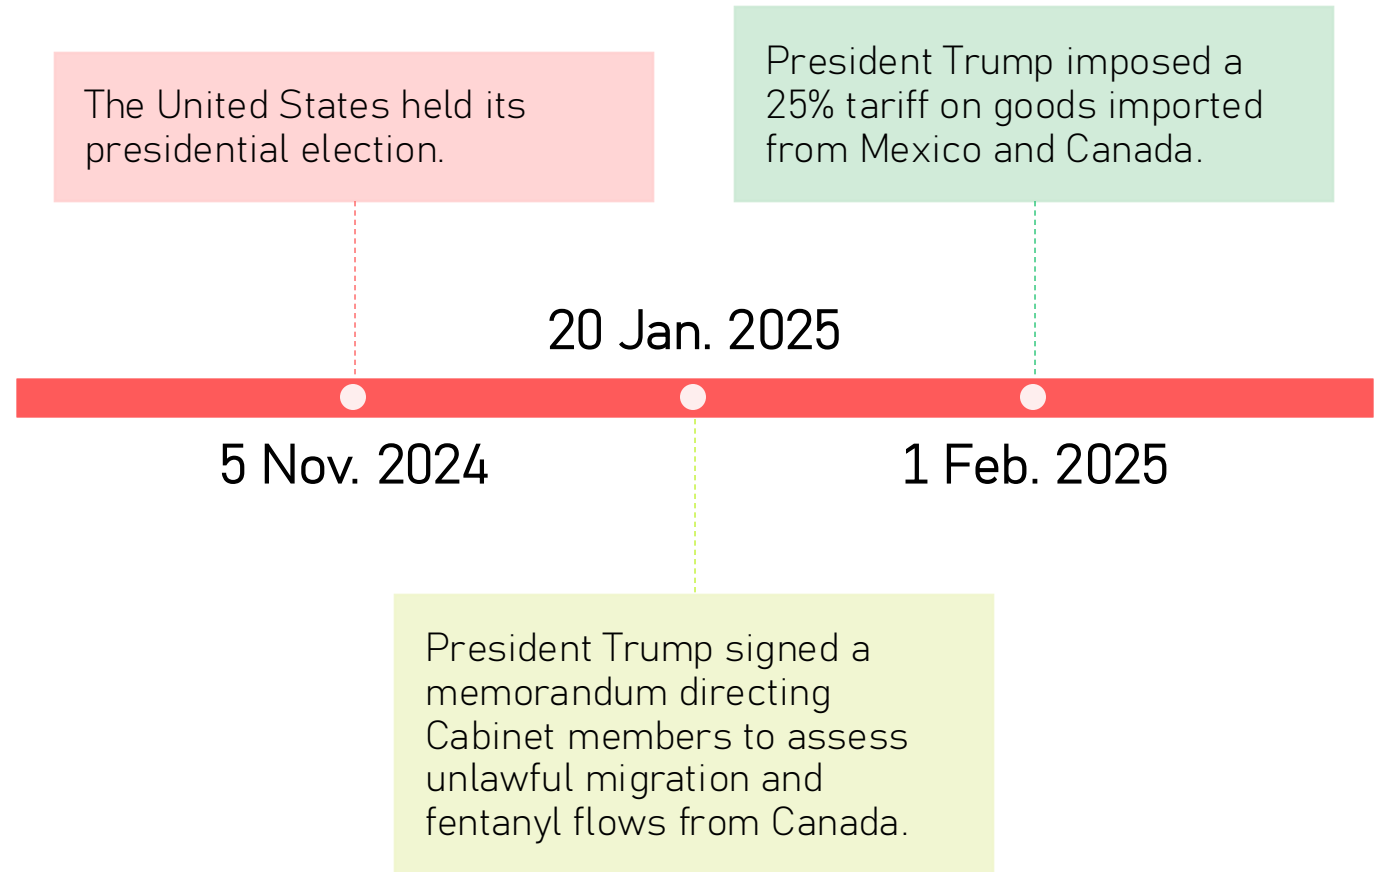 The United States held its
presidential election.
President Trump imposed a
25% tariff on goods imported
from Mexico and Canada.
20 Jan. 2025
5 Nov. 2024
1 Feb. 2025
President Trump signed a
memorandum directing
Cabinet members to assess
unlawful migration and
fentanyl flows from Canada.